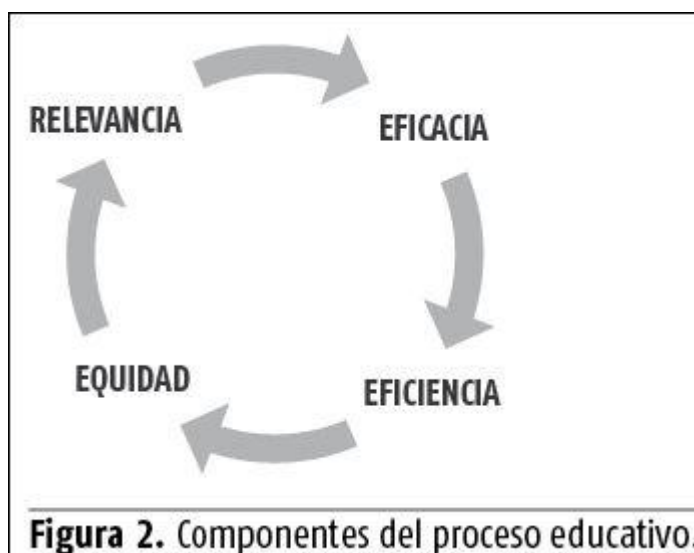 RELEVANCIA
EFICACIA
EQUIDAD
EFICIENCIA
Figura 2. Componentes del proceso educativo.